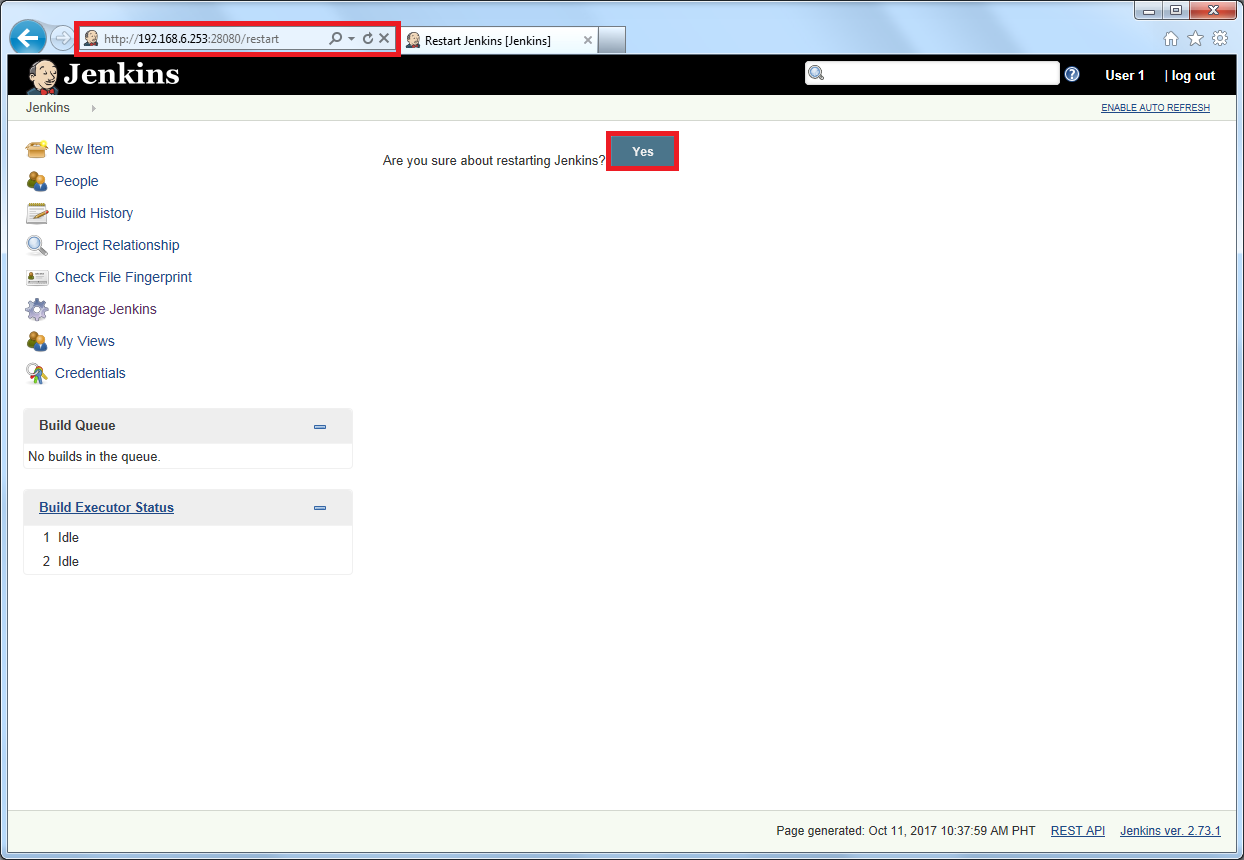 http://192.168.6.253:28080/restart
Restart Jenkins [Jenkins]
Jenkins
User 1 | log out
Jenkins
ENABLE AUTO REFRESH
New Item
People
Build History
Project Relationship
Check File Fingerprint
Manage Jenkins
My Views
Credentials
Are you sure about restarting Jenkins? Yes
Build Queue
No builds in the queue.
Build Executor Status
1 Idle
2 Idle
Page generated: Oct 11, 2017 10:37:59 AM PHT REST API Jenkins ver. 2.73.1